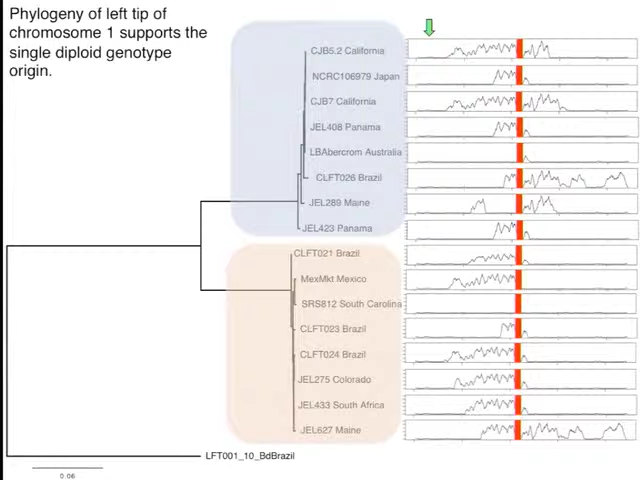 Phylogeny of left tip of
chromosome 1 supports the
single diploid genotype
origin.
CJB5.2 California
NCRC106979 Japan
CJB7 California
JEL408 Panama
LBAbercrom Australia
CLFT026 Brazil
JEL289 Maine
JEL423 Panama
CLFT021 Brazil
MexMkt Mexico
SRS812 South Carolina
CLFT023 Brazil
CLFT024 Brazil
JEL275 Colorado
JEL433 South Africa
JEL627 Maine
LFT001_10_BdBrazil
0.06